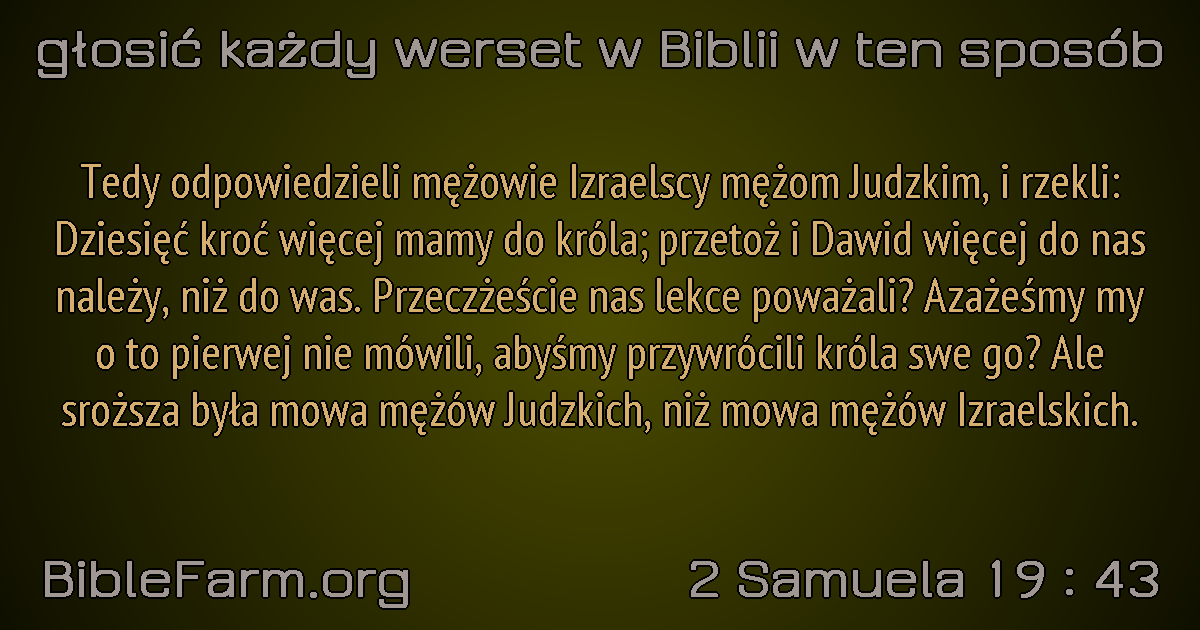 głosić każdy werset w Biblii w ten sposób
Tedy odpowiedzieli mężowie Izraelscy mężom Judzkim, i rzekli:
Dziesięć kroć więcej mamy do króla; przetoż i Dawid więcej do nas
należy, niż do was. Przeczżeście nas lekce poważali? Azażeśmy my
o to pierwej nie mówili, abyśmy przywrócili króla swe go? Ale
sroższa była mowa mężów Judzkich, niż mowa mężów Izraelskich.
BibleFarm.org
2 Samuela 19 : 43